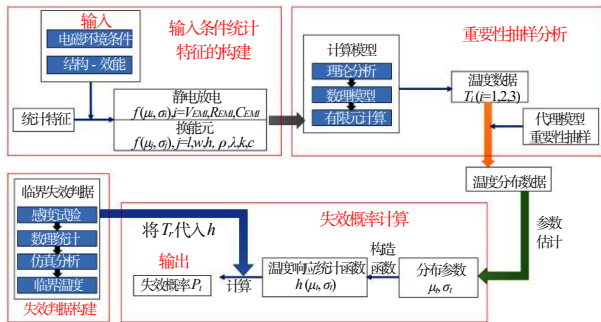 输入
电磁环境条件
结构-效能
输入条件统计
特征的构建
统计特征
静电放电
f(μᵢ,σᵢ),i=V_EMI,R_EMI,C_EMI
换能元
f(μⱼ,σⱼ),j=l,w,h,ρ,λ,k,c
计算模型
理论分析
数理模型
有限元计算
重要性抽样分析
温度数据
Tᵢ(i=1,2,3)
代理模型
重要性抽样
温度分布数据
参数
估计
临界失效判据
感度试验
数理统计
仿真分析
临界温度
失效判据构建
失效概率计算
将Tᵣ代入h
输出
失效概率Pₜ
计算
温度响应统计函数
h(μₜ,σₜ)
构造
函数
分布参数
μₜ,σₜ